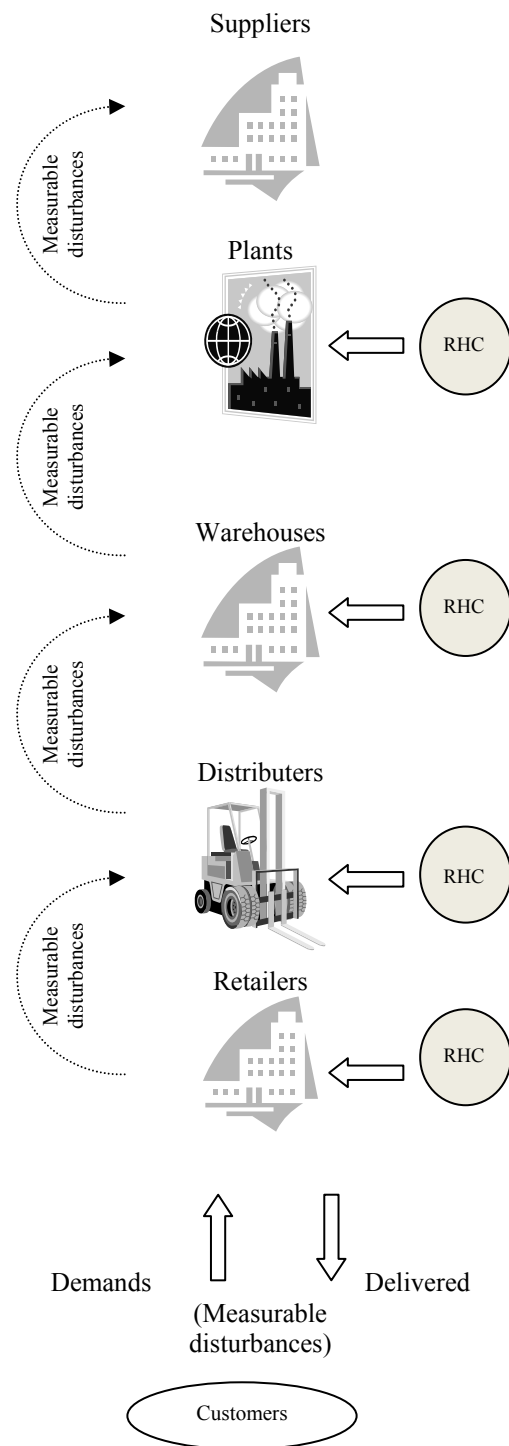 Suppliers
Measurable
disturbances
Plants
RHC
Measurable
disturbances
Warehouses
RHC
Measurable
disturbances
Distributers
RHC
Measurable
disturbances
Retailers
RHC
Demands
Delivered
(Measurable
disturbances)
Customers